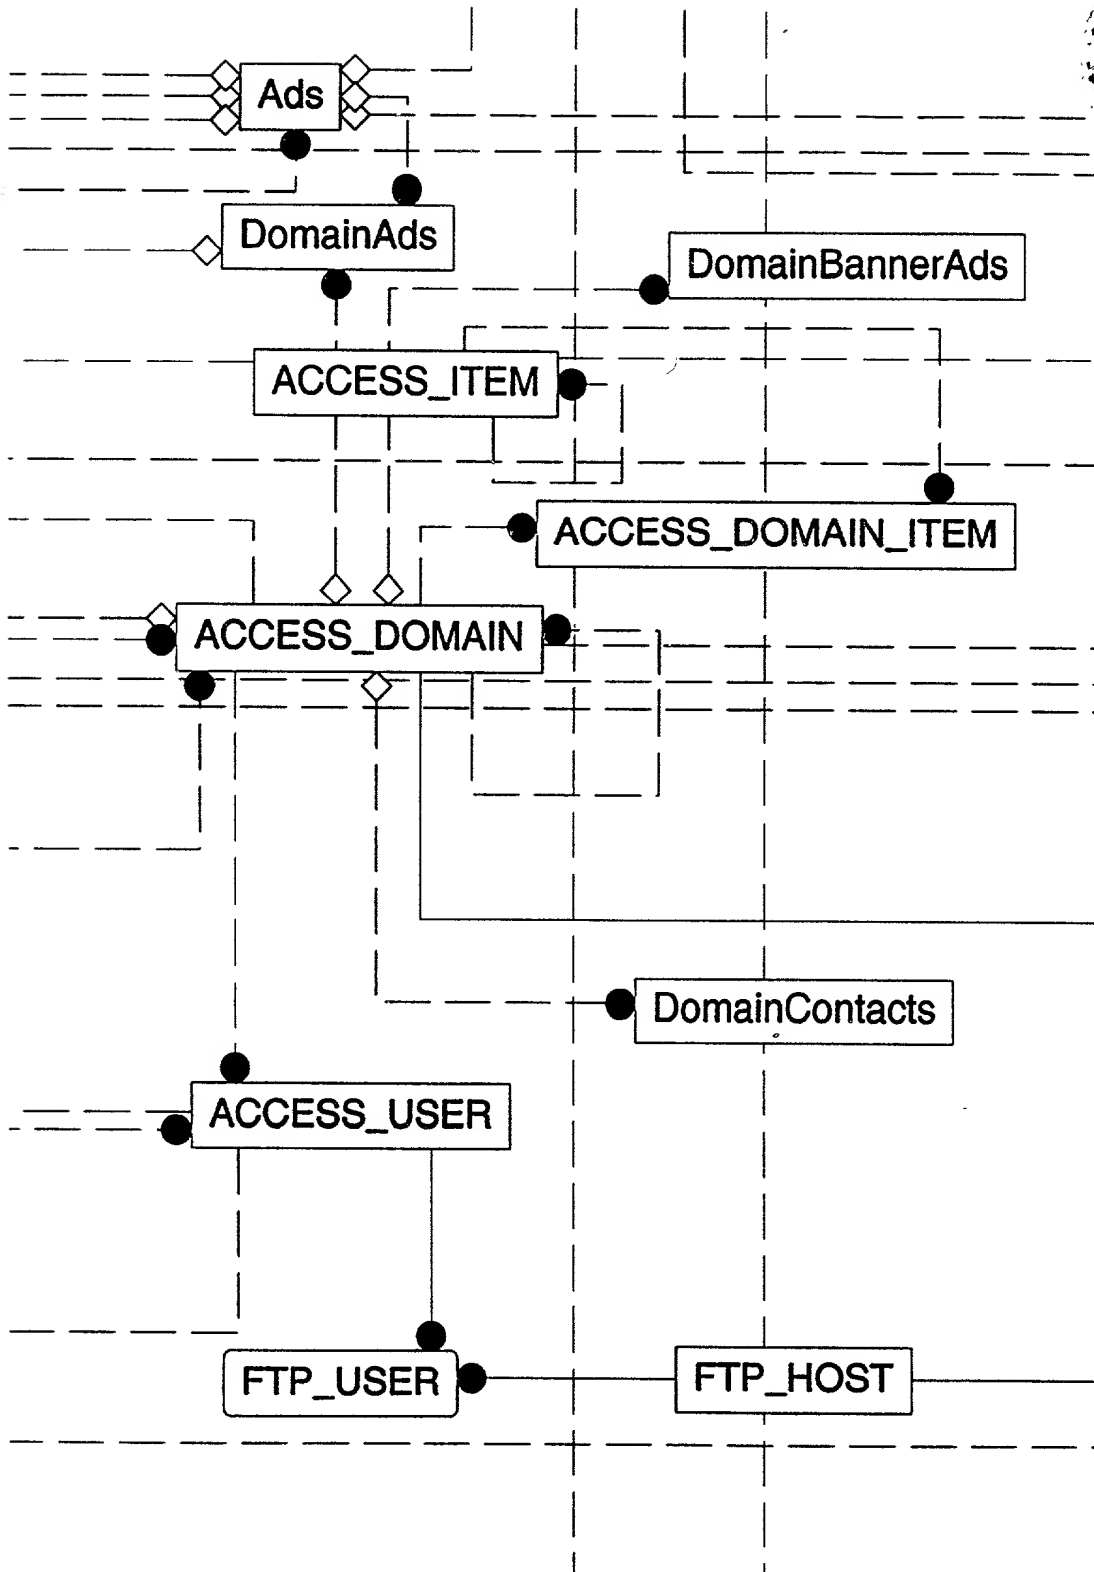 Ads
DomainAds
DomainBannerAds
ACCESS_ITEM
ACCESS_DOMAIN_ITEM
ACCESS_DOMAIN
DomainContacts
ACCESS_USER
FTP_USER
FTP_HOST